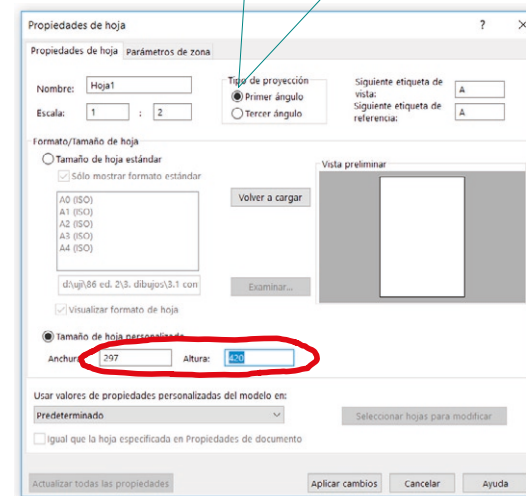 Propiedades de hoja ? ×
Propiedades de hoja Parámetros de zona
Nombre: Hoja1
Escala: 1 : 2
Tipo de proyección
Primer ángulo
Tercer ángulo
Siguiente etiqueta de vista: A
Siguiente etiqueta de referencia: A
Formato/Tamaño de hoja
Tamaño de hoja estándar
Sólo mostrar formato estándar
A0 (ISO)
A1 (ISO)
A2 (ISO)
A3 (ISO)
A4 (ISO)
Volver a cargar
d:\uji\86 ed. 2\3. dibujos\3.1 con
Examinar...
Visualizar formato de hoja
Vista preliminar
Tamaño de hoja personalizado
Anchura: 297 Altura: 420
Usar valores de propiedades personalizadas del modelo en:
Predeterminado
Seleccionar hojas para modificar
Igual que la hoja especificada en Propiedades de documento
Actualizar todas las propiedades Aplicar cambios Cancelar Ayuda